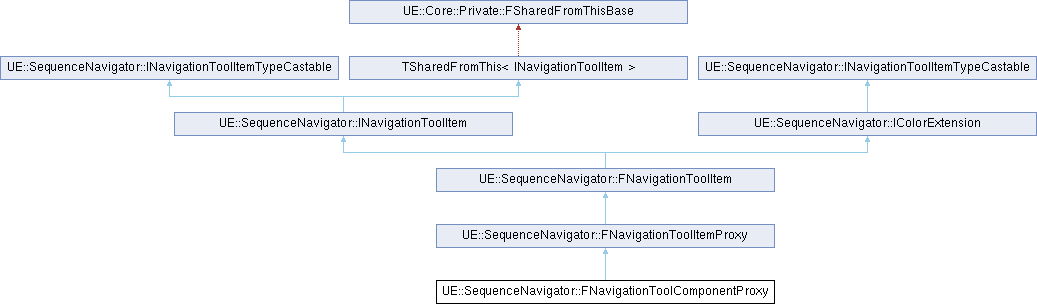 UE::Core::Private::FSharedFromThisBase
UE::SequenceNavigator::INavigationToolItemTypeCastable
TSharedFromThis< INavigationToolItem >
UE::SequenceNavigator::INavigationToolItemTypeCastable
UE::SequenceNavigator::INavigationToolItem
UE::SequenceNavigator::IColorExtension
UE::SequenceNavigator::FNavigationToolItem
UE::SequenceNavigator::FNavigationToolItemProxy
UE::SequenceNavigator::FNavigationToolComponentProxy